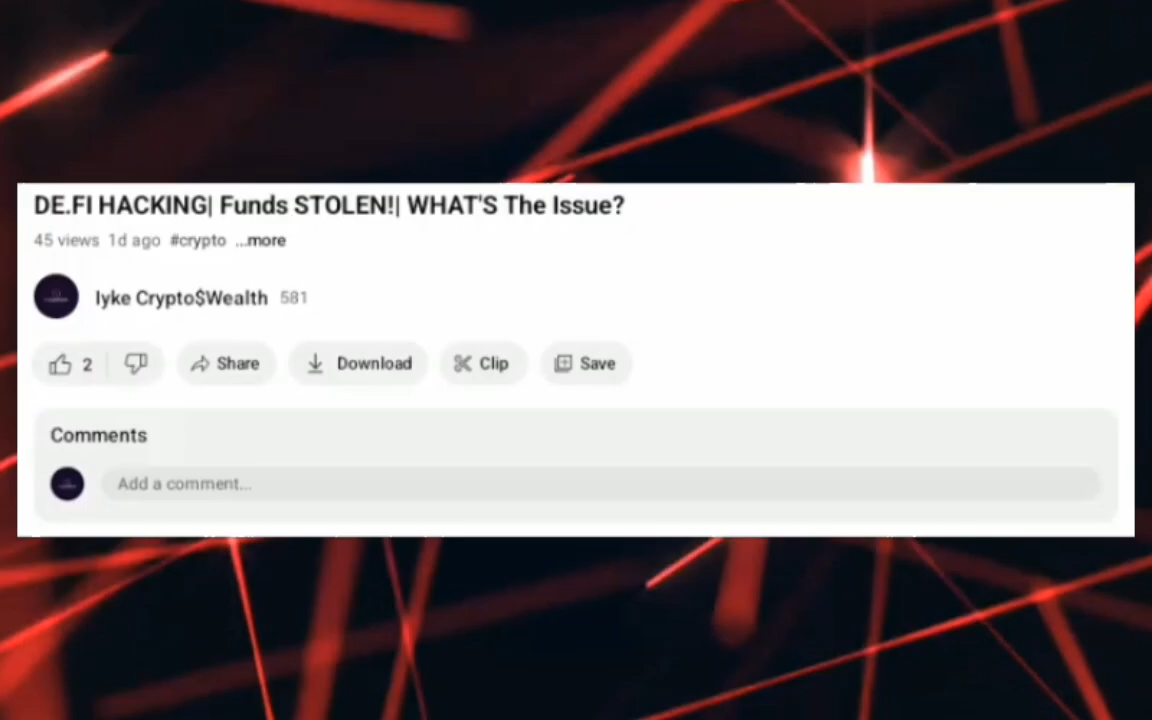 DE.FI HACKING| Funds STOLEN!| WHAT'S The Issue?
45 views 1d ago #crypto ...more
Iyke Crypto$Wealth 581
2 Share Download Clip Save
Comments
Add a comment...